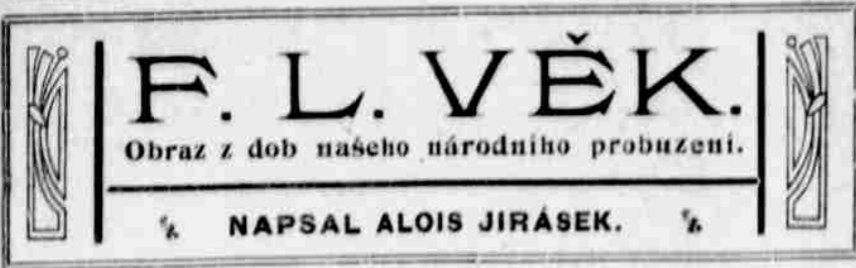 F. L. VĚK.
Obraz z dob našeho národního probuzení.
NAPSAL ALOIS JIRÁSEK.